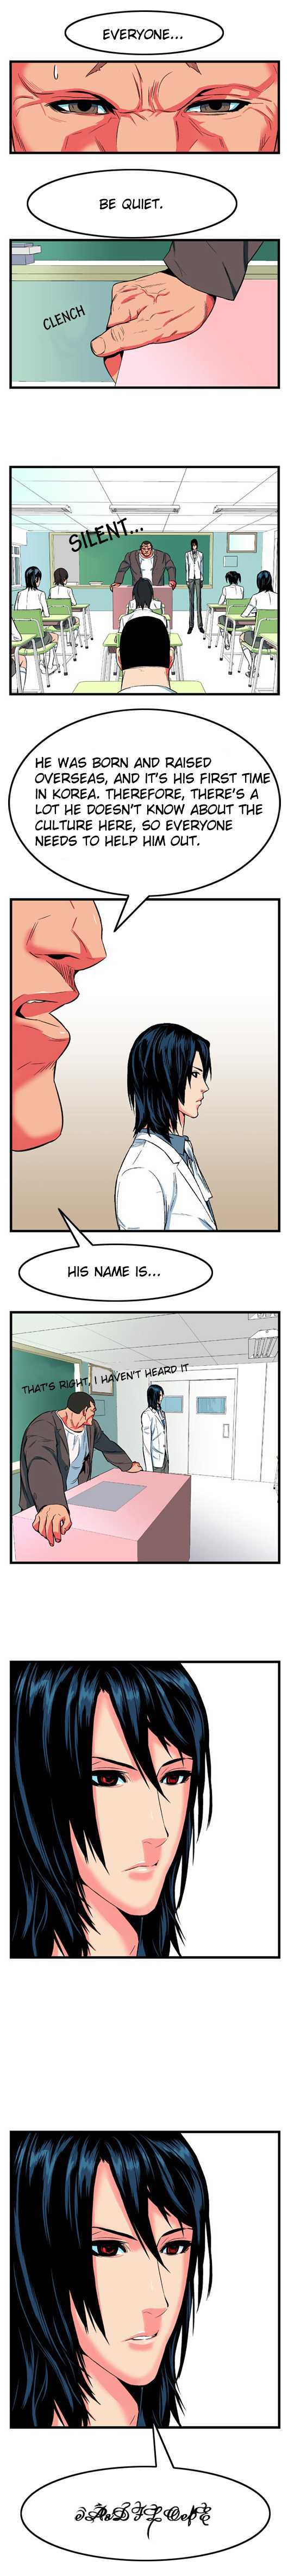 EVERYONE...
BE QUIET.
CLENCH
SILENT...
HE WAS BORN AND RAISED
OVERSEAS, AND IT'S HIS FIRST TIME
IN KOREA. THEREFORE, THERE'S A
LOT HE DOESN'T KNOW ABOUT THE
CULTURE HERE, SO EVERYONE
NEEDS TO HELP HIM OUT.
HIS NAME IS...
THAT'S RIGHT, I HAVEN'T HEARD IT